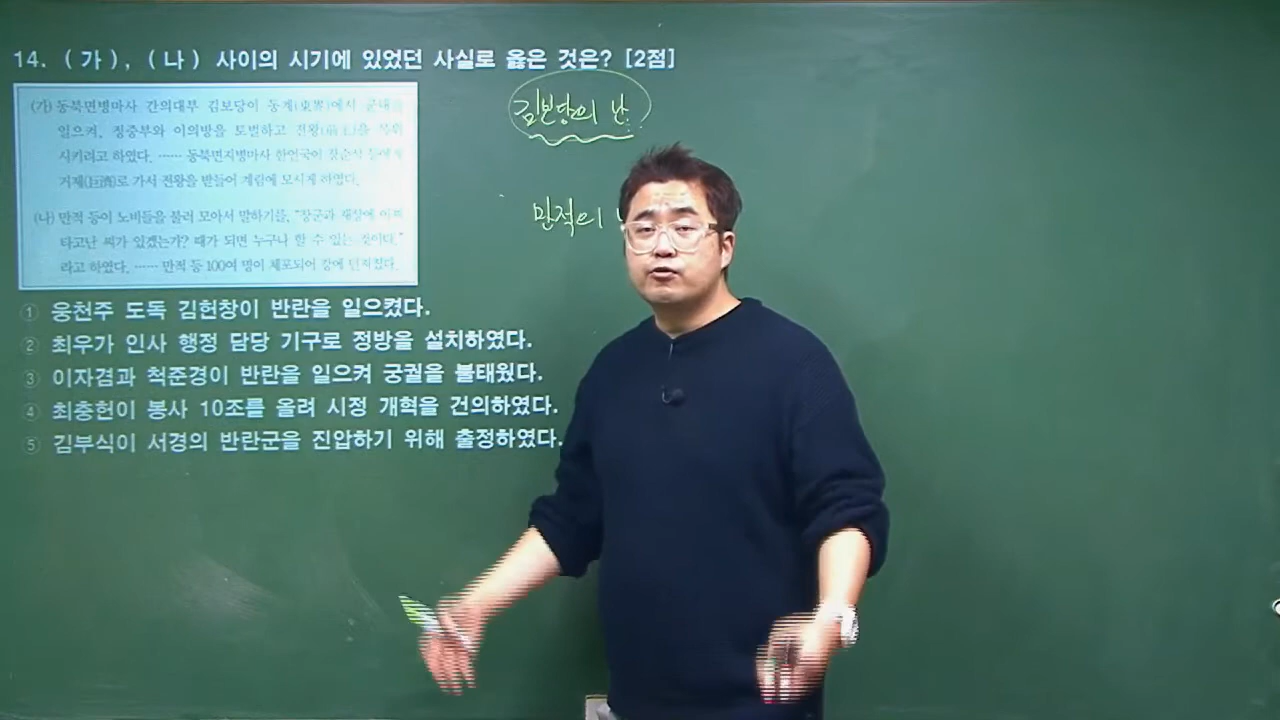 14. (가), (나) 사이의 시기에 있었던 사실로 옳은 것은? [2점]
(가) 동북면병마사 간의대부 김보당이 동계(東界)에서 군대를
일으켜, 정중부와 이의방을 토벌하고 전왕(前王)을 복위
시키려고 하였다. …… 동북면지병마사 한언국이 장순석 등에게
거제(巨濟)로 가서 전왕을 받들어 계림에 모시게 하였다.
(나) 만적 등이 노비들을 불러 모아서 말하기를, "장군과 재상에 어찌
타고난 씨가 있겠는가? 때가 되면 누구나 할 수 있는 것이다."
라고 하였다. …… 만적 등 100여 명이 체포되어 강에 던져졌다.
① 웅천주 도독 김헌창이 반란을 일으켰다.
② 최우가 인사 행정 담당 기구로 정방을 설치하였다.
③ 이자겸과 척준경이 반란을 일으켜 궁궐을 불태웠다.
④ 최충헌이 봉사 10조를 올려 시정 개혁을 건의하였다.
⑤ 김부식이 서경의 반란군을 진압하기 위해 출정하였다.
김보당의 난
만적의